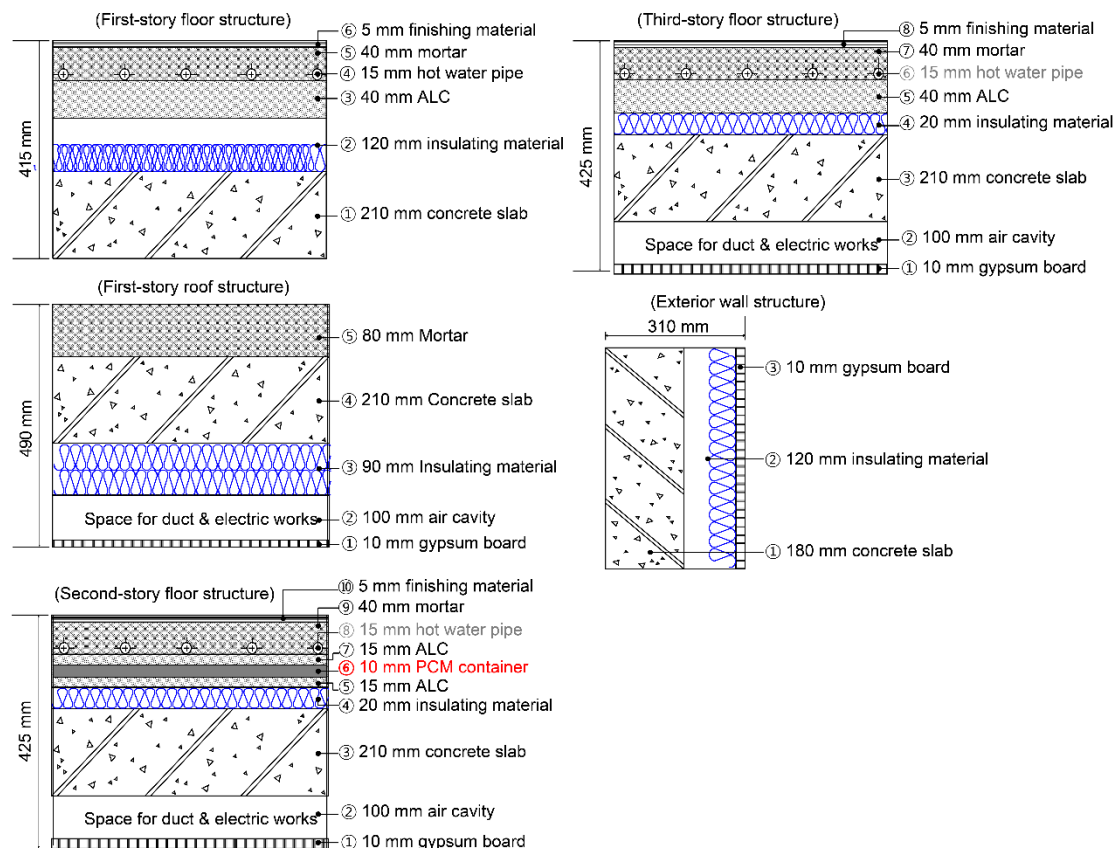 (First-story floor structure)
⑥ 5 mm finishing material
⑤ 40 mm mortar
④ 15 mm hot water pipe
③ 40 mm ALC
② 120 mm insulating material
① 210 mm concrete slab
415 mm
(Third-story floor structure)
⑧ 5 mm finishing material
⑦ 40 mm mortar
⑥ 15 mm hot water pipe
⑤ 40 mm ALC
④ 20 mm insulating material
③ 210 mm concrete slab
Space for duct & electric works
② 100 mm air cavity
① 10 mm gypsum board
425 mm
(First-story roof structure)
⑤ 80 mm Mortar
④ 210 mm Concrete slab
③ 90 mm Insulating material
Space for duct & electric works
② 100 mm air cavity
① 10 mm gypsum board
490 mm
(Exterior wall structure)
310 mm
③ 10 mm gypsum board
② 120 mm insulating material
① 180 mm concrete slab
(Second-story floor structure)
⑩ 5 mm finishing material
⑨ 40 mm mortar
⑧ 15 mm hot water pipe
⑦ 15 mm ALC
⑥ 10 mm PCM container
⑤ 15 mm ALC
④ 20 mm insulating material
③ 210 mm concrete slab
Space for duct & electric works
② 100 mm air cavity
① 10 mm gypsum board
425 mm